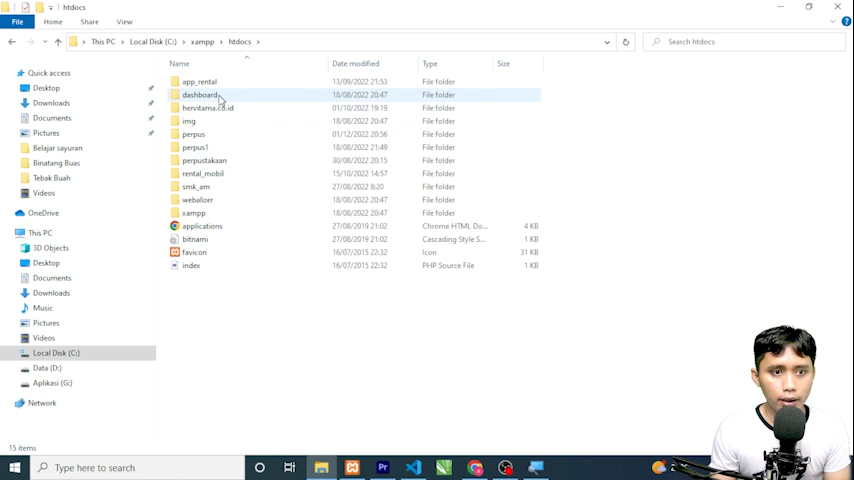 htdocs
File Home Share View
This PC Local Disk (C:) xampp htdocs
Search htdocs
Name Date modified Type Size
app_rental 13/09/2022 21:53 File folder
dashboard 18/08/2022 20:47 File folder
hervitama.co.id 01/10/2022 19:19 File folder
img 18/08/2022 20:47 File folder
perpus 01/12/2022 20:56 File folder
perpus1 18/08/2022 21:49 File folder
perpustakaan 30/08/2022 20:15 File folder
rental_mobil 15/10/2022 14:57 File folder
smk_am 27/08/2022 8:20 File folder
webalizer 18/08/2022 20:47 File folder
xampp 18/08/2022 20:47 File folder
applications 27/08/2019 21:02 Chrome HTML Do... 4 KB
bitnami 27/08/2019 21:02 Cascading Style S... 1 KB
favicon 16/07/2015 22:32 Icon 31 KB
index 16/07/2015 22:32 PHP Source File 1 KB
Quick access
Desktop
Downloads
Documents
Pictures
Belajar sayuran
Binatang Buas
Tebak Buah
Videos
OneDrive
This PC
3D Objects
Desktop
Documents
Downloads
Music
Pictures
Videos
Local Disk (C:)
Data (D:)
Aplikasi (G:)
Network
15 items
Type here to search
Pr